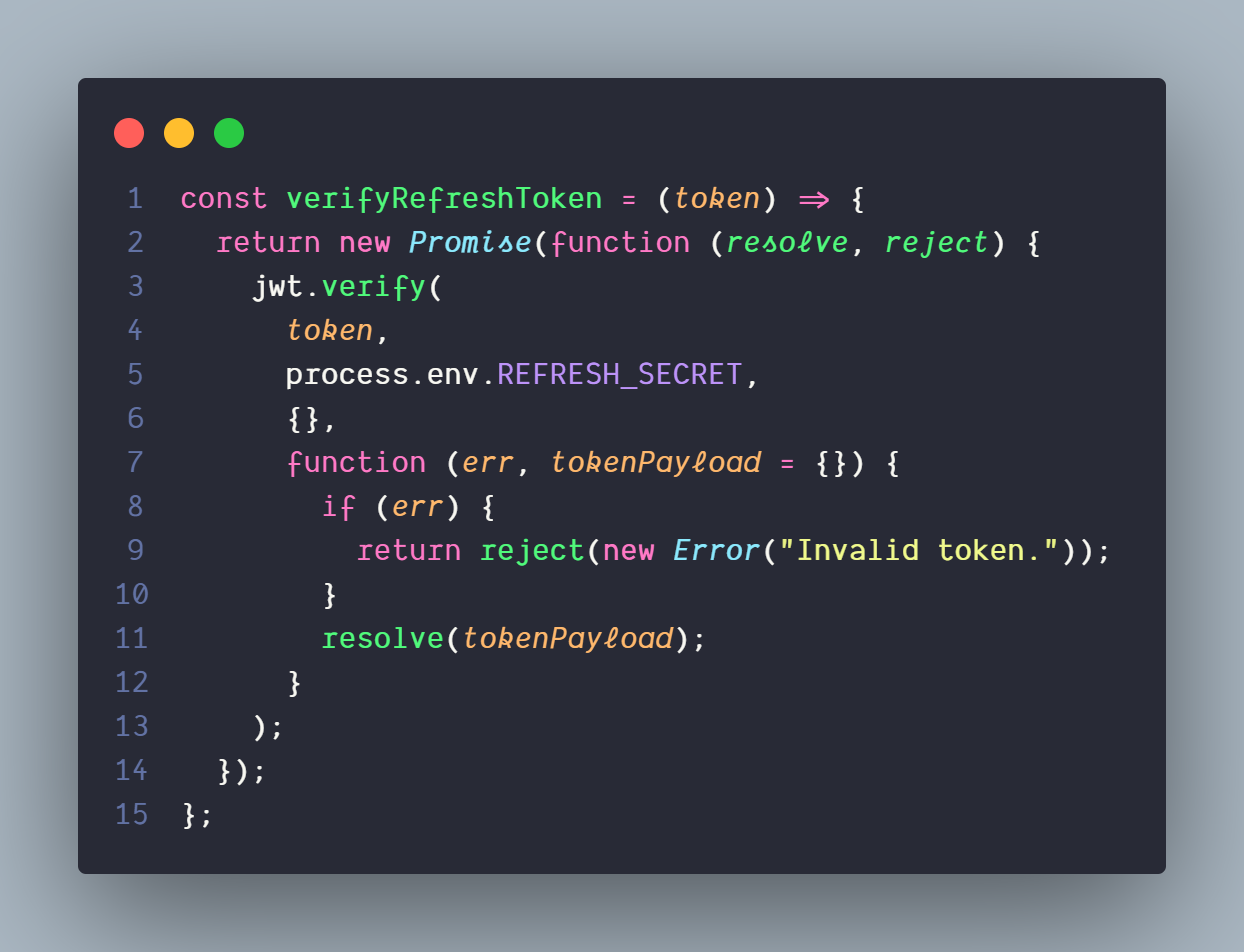 1 const verifyRefreshToken = (token) => {
2   return new Promise(function (resolve, reject) {
3     jwt.verify(
4       token,
5       process.env.REFRESH_SECRET,
6       {},
7       function (err, tokenPayload = {}) {
8         if (err) {
9           return reject(new Error("Invalid token."));
10         }
11         resolve(tokenPayload);
12       }
13     );
14   });
15 };